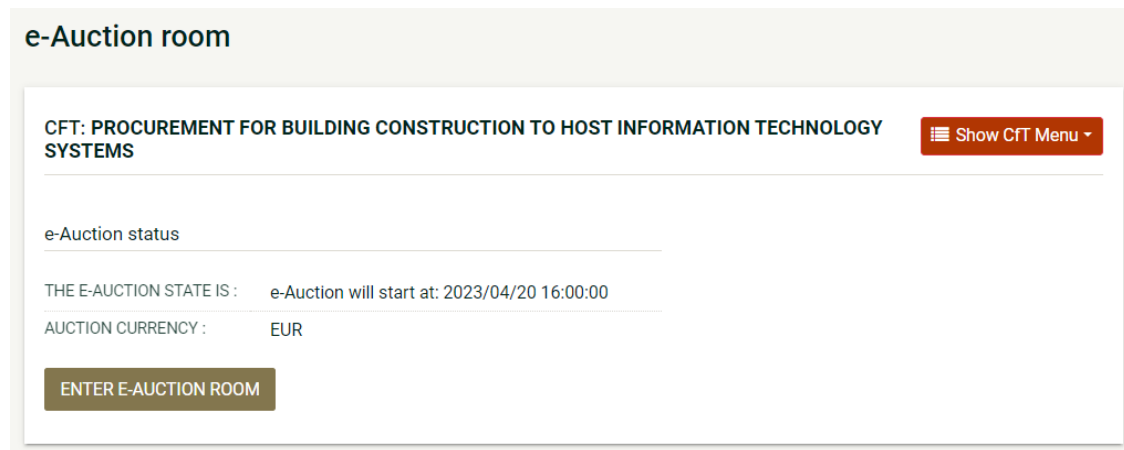 e-Auction room
CFT: PROCUREMENT FOR BUILDING CONSTRUCTION TO HOST INFORMATION TECHNOLOGY
SYSTEMS
Show CfT Menu
e-Auction status
THE E-AUCTION STATE IS : e-Auction will start at: 2023/04/20 16:00:00
AUCTION CURRENCY : EUR
ENTER E-AUCTION ROOM